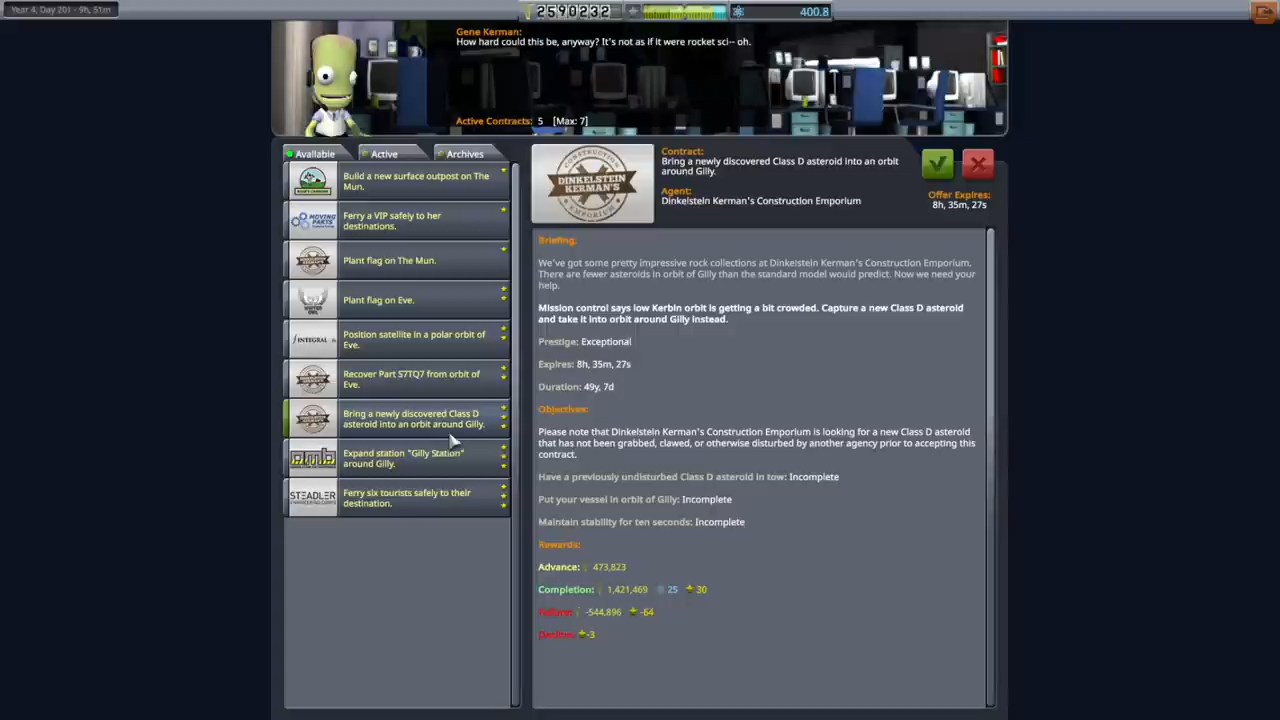 Year 4, Day 201 - 9h, 51m
2590232
400.8
Gene Kerman:
How hard could this be, anyway? It's not as if it were rocket sci-- oh.
Active Contracts: 5 [Max: 7]
Available
Active
Archives
Build a new surface outpost on The
Mun.
Ferry a VIP safely to her
destinations.
Plant flag on The Mun.
Plant flag on Eve.
Position satellite in a polar orbit of
Eve.
Recover Part S7TQ7 from orbit of
Eve.
Bring a newly discovered Class D
asteroid into an orbit around Gilly.
Expand station "Gilly Station"
around Gilly.
Ferry six tourists safely to their
destination.
MOVING
PARTS
INTEGRAL
STEADLER
CONSTRUCTION
DINKELSTEIN
KERMAN'S
EMPORIUM
Contract:
Bring a newly discovered Class D asteroid into an orbit
around Gilly.
Agent:
Dinkelstein Kerman's Construction Emporium
Offer Expires:
8h, 35m, 27s
Briefing:
We've got some pretty impressive rock collections at Dinkelstein Kerman's Construction Emporium.
There are fewer asteroids in orbit of Gilly than the standard model would predict. Now we need your
help.
Mission control says low Kerbin orbit is getting a bit crowded. Capture a new Class D asteroid
and take it into orbit around Gilly instead.
Prestige: Exceptional
Expires: 8h, 35m, 27s
Duration: 49y, 7d
Objectives:
Please note that Dinkelstein Kerman's Construction Emporium is looking for a new Class D asteroid
that has not been grabbed, clawed, or otherwise disturbed by another agency prior to accepting this
contract.
Have a previously undisturbed Class D asteroid in tow: Incomplete
Put your vessel in orbit of Gilly: Incomplete
Maintain stability for ten seconds: Incomplete
Rewards:
Advance: 473,823
Completion: 1,421,469 25 30
Failure: -544,896 -64
Decline: -3